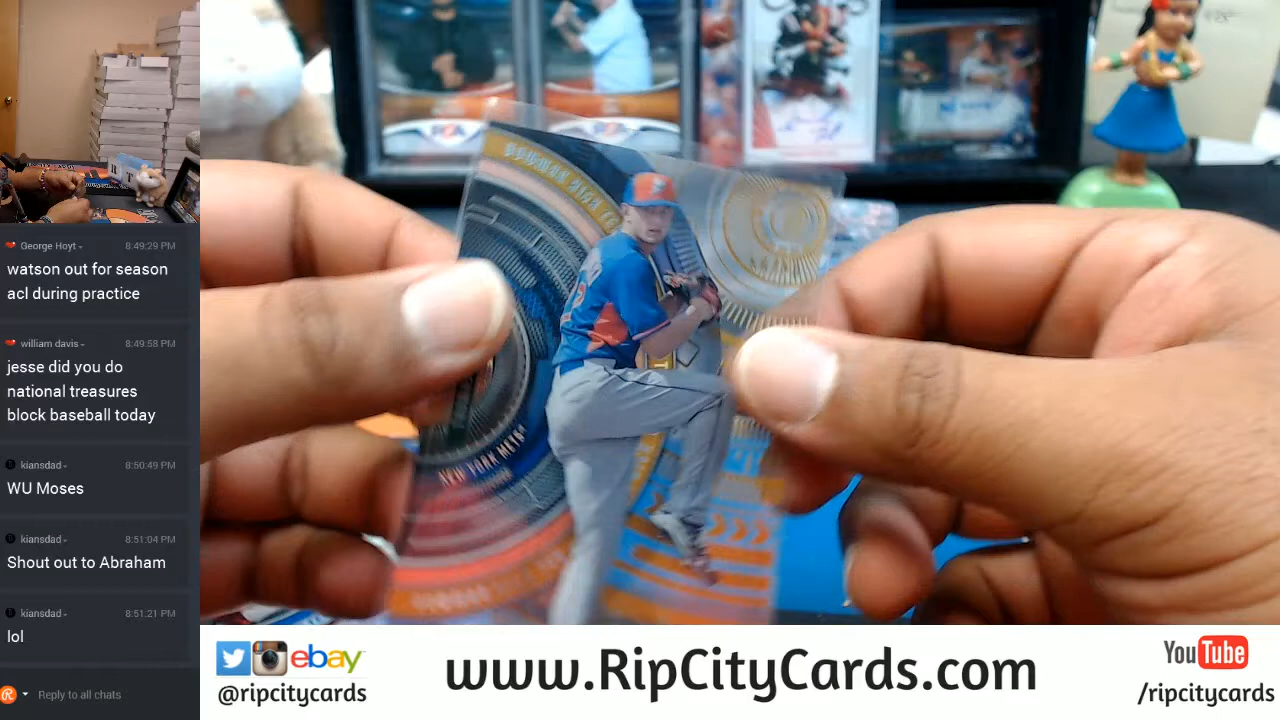 George Hoyt
8:49:29 PM
watson out for season
acl during practice
william davis
8:49:58 PM
jesse did you do
national treasures
block baseball today
kiansdad
8:50:49 PM
WU Moses
kiansdad
8:51:04 PM
Shout out to Abraham
kiansdad
8:51:21 PM
lol
Reply to all chats
BOWMAN HIGH
NEW YORK METS
ebay
@ripcitycards
www.RipCityCards.com
YouTube
/ripcitycards